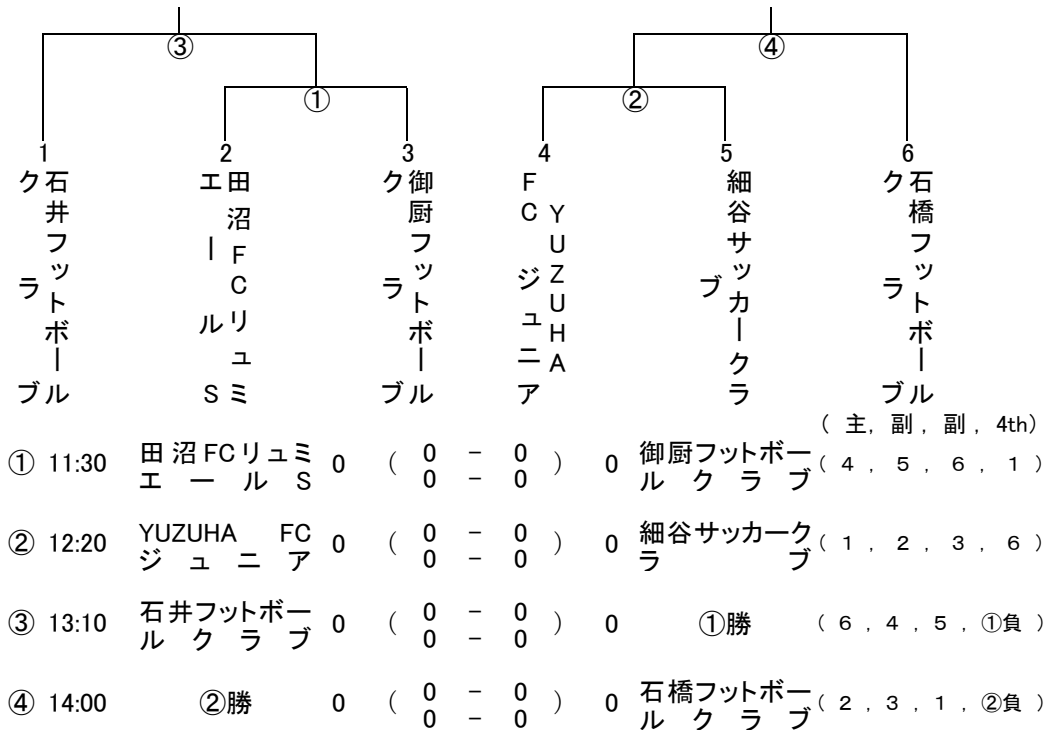 ③
④
①
②
1
2
3
4
5
6
石井フットボール
クラブ
田沼FCリュミ
エールS
御厨フットボール
クラブ
YUZUHA
FCジュニア
細谷サッカークラ
ブ
石橋フットボール
クラブ
( 主, 副 , 副 , 4th)
① 11:30 田沼FCリュミエールS 0 ( 0 - 0 0 - 0 ) 0 御厨フットボールクラブ ( 4 , 5 , 6 , 1 )
② 12:20 YUZUHA FCジュニア 0 ( 0 - 0 0 - 0 ) 0 細谷サッカークラブ ( 1 , 2 , 3 , 6 )
③ 13:10 石井フットボールクラブ 0 ( 0 - 0 0 - 0 ) 0 ①勝 ( 6 , 4 , 5 , ①負 )
④ 14:00 ②勝 0 ( 0 - 0 0 - 0 ) 0 石橋フットボールクラブ ( 2 , 3 , 1 , ②負 )